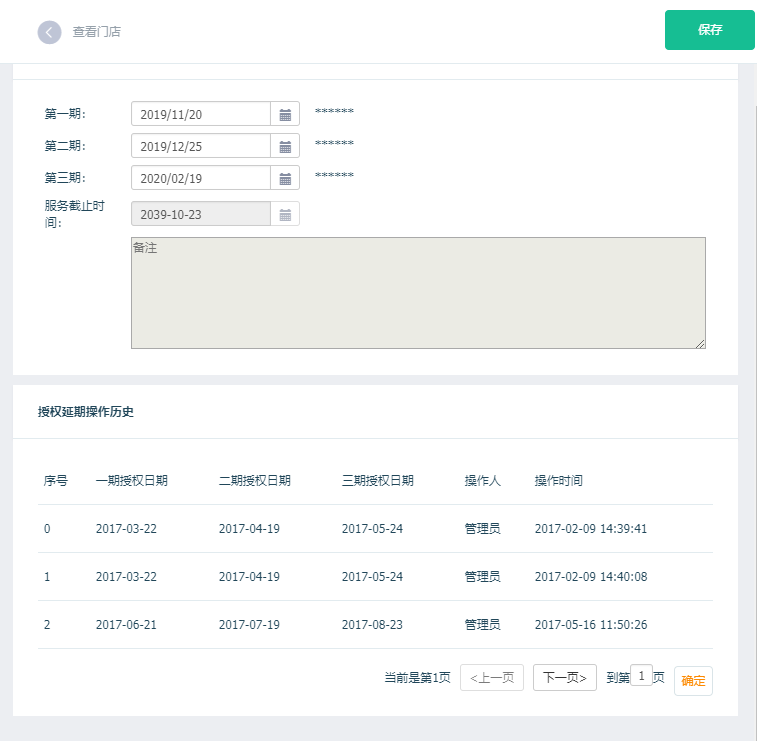 查看门店
保存
第一期: 2019/11/20 ******
第二期: 2019/12/25 ******
第三期: 2020/02/19 ******
服务截止时
间: 2039-10-23
备注
授权延期操作历史
序号 一期授权日期 二期授权日期 三期授权日期 操作人 操作时间
0 2017-03-22 2017-04-19 2017-05-24 管理员 2017-02-09 14:39:41
1 2017-03-22 2017-04-19 2017-05-24 管理员 2017-02-09 14:40:08
2 2017-06-21 2017-07-19 2017-08-23 管理员 2017-05-16 11:50:26
当前是第1页 <上一页 下一页> 到第 1 页 确定